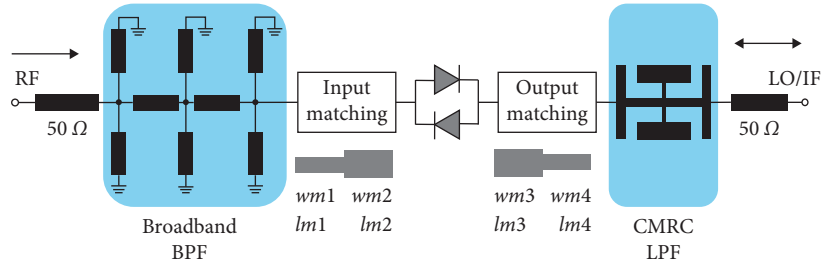 RF
50 Ω
Broadband
BPF
Input
matching
wm1 wm2
lm1 lm2
Output
matching
wm3 wm4
lm3 lm4
CMRC
LPF
LO/IF
50 Ω